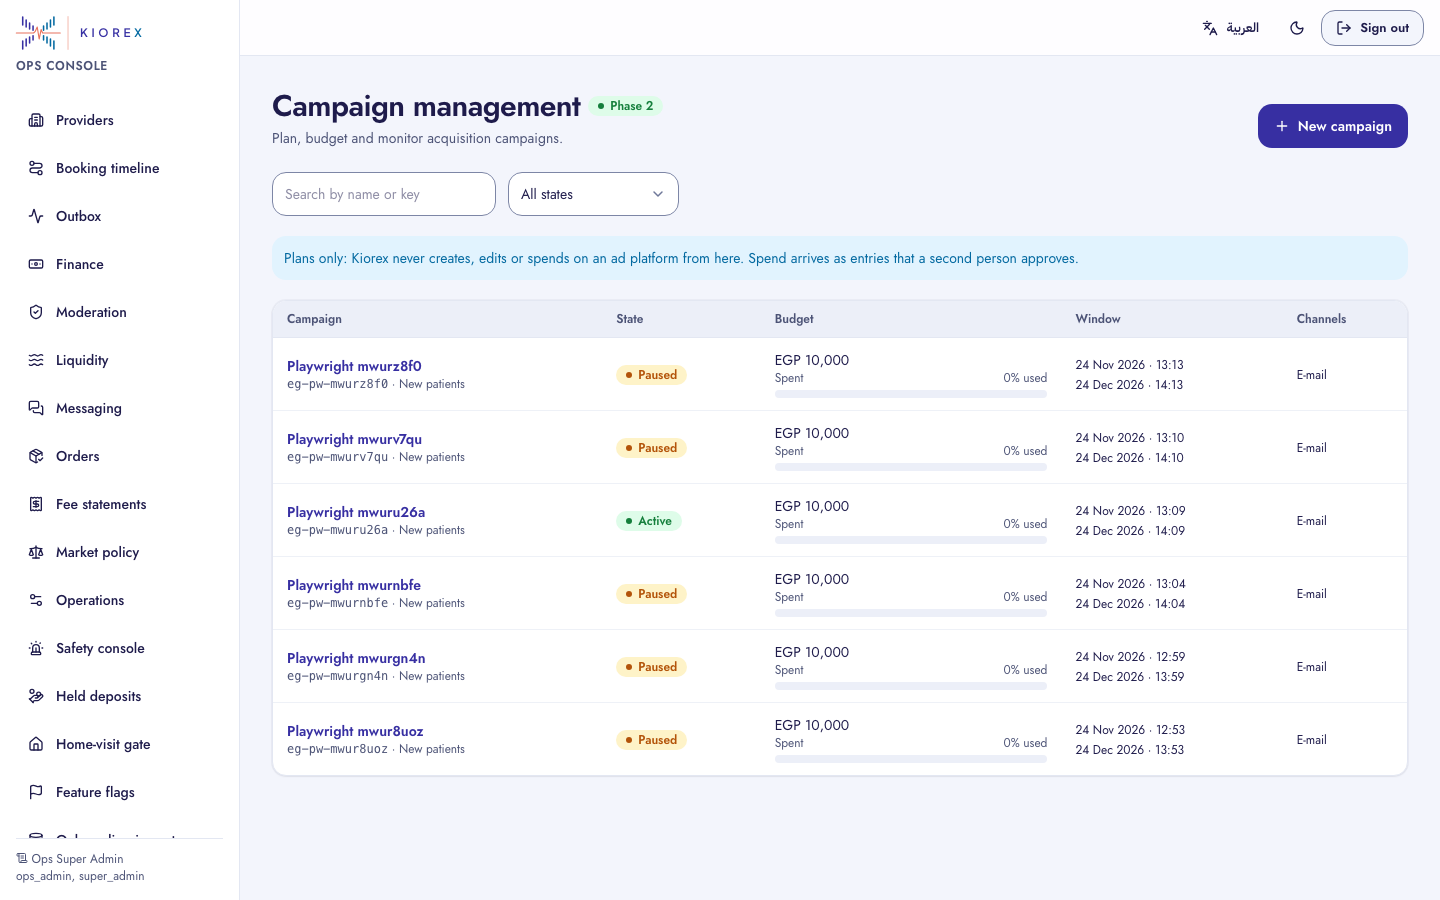 KIOREX
OPS CONSOLE
Providers
Booking timeline
Outbox
Finance
Moderation
Liquidity
Messaging
Orders
Fee statements
Market policy
Operations
Safety console
Held deposits
Home-visit gate
Feature flags
Ops Super Admin
ops_admin, super_admin
العربية
Sign out
Campaign management
Phase 2
Plan, budget and monitor acquisition campaigns.
New campaign
Search by name or key
All states
Plans only: Kiorex never creates, edits or spends on an ad platform from here. Spend arrives as entries that a second person approves.
Campaign State Budget Window Channels
Playwright mwurz8f0
eg-pw-mwurz8f0 · New patients
Paused
EGP 10,000
Spent 0% used
24 Nov 2026 · 13:13
24 Dec 2026 · 14:13
E-mail
Playwright mwurv7qu
eg-pw-mwurv7qu · New patients
Paused
EGP 10,000
Spent 0% used
24 Nov 2026 · 13:10
24 Dec 2026 · 14:10
E-mail
Playwright mwuru26a
eg-pw-mwuru26a · New patients
Active
EGP 10,000
Spent 0% used
24 Nov 2026 · 13:09
24 Dec 2026 · 14:09
E-mail
Playwright mwurnbfe
eg-pw-mwurnbfe · New patients
Paused
EGP 10,000
Spent 0% used
24 Nov 2026 · 13:04
24 Dec 2026 · 14:04
E-mail
Playwright mwurgn4n
eg-pw-mwurgn4n · New patients
Paused
EGP 10,000
Spent 0% used
24 Nov 2026 · 12:59
24 Dec 2026 · 13:59
E-mail
Playwright mwur8uoz
eg-pw-mwur8uoz · New patients
Paused
EGP 10,000
Spent 0% used
24 Nov 2026 · 12:53
24 Dec 2026 · 13:53
E-mail